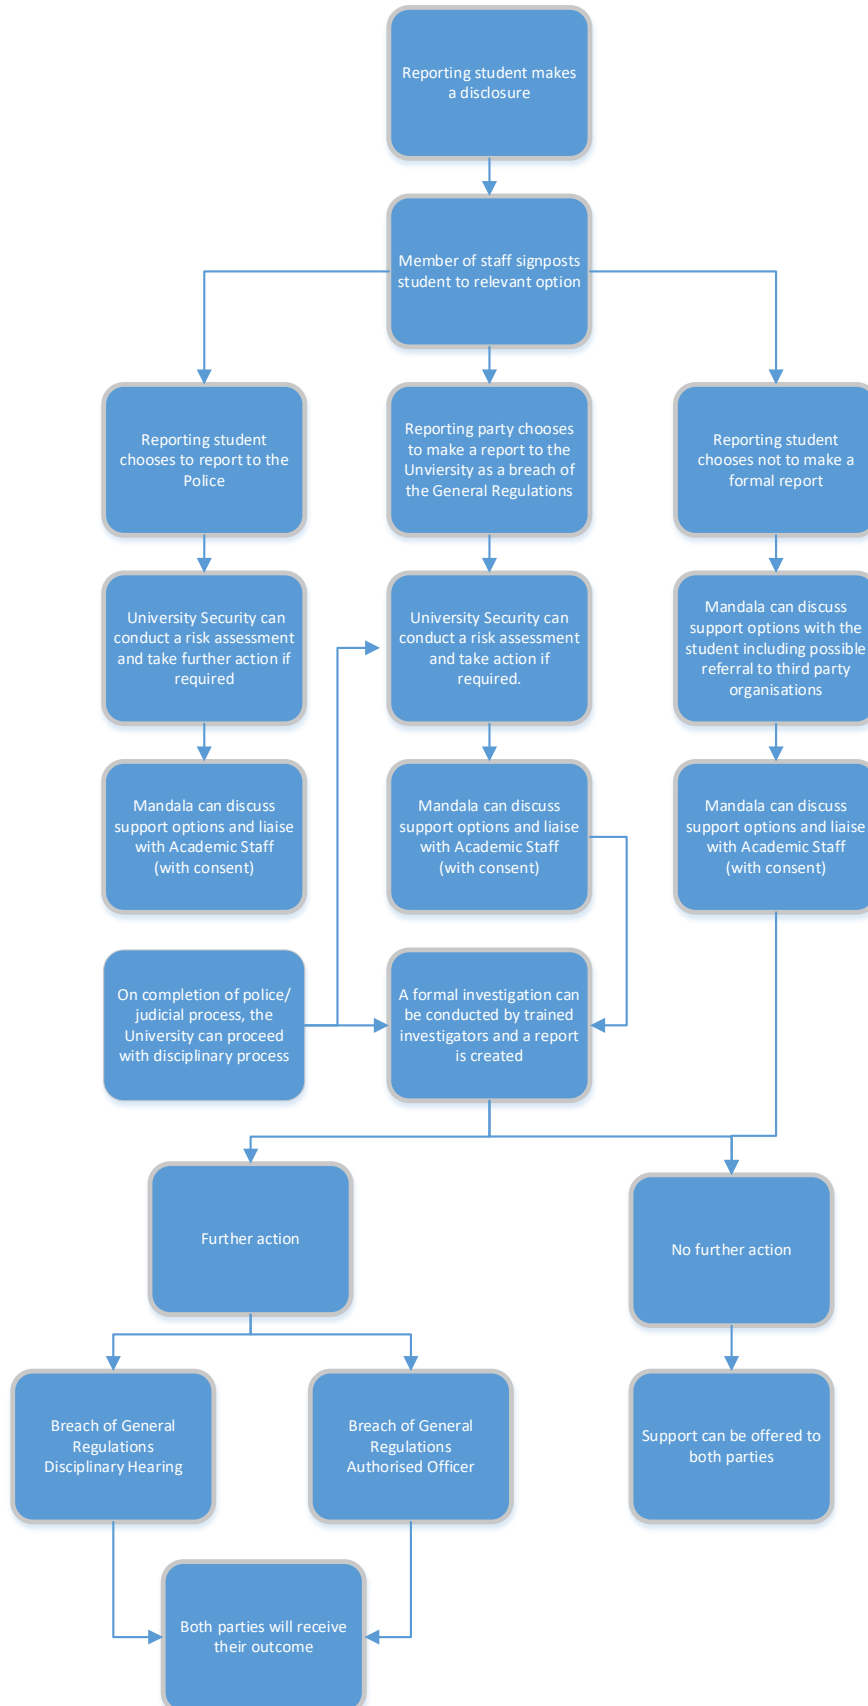 Reporting student makes
a disclosure
Member of staff signposts
student to relevant option
Reporting student
chooses to report to the
Police
Reporting party chooses
to make a report to the
Unviersity as a breach of
the General Regulations
Reporting student
chooses not to make a
formal report
University Security can
conduct a risk assessment
and take further action if
required
University Security can
conduct a risk assessment
and take action if
required.
Mandala can discuss
support options with the
student including possible
referral to third party
organisations
Mandala can discuss
support options and liaise
with Academic Staff
(with consent)
Mandala can discuss
support options and liaise
with Academic Staff
(with consent)
Mandala can discuss
support options and liaise
with Academic Staff
(with consent)
On completion of police/
judicial process, the
University can proceed
with disciplinary process
A formal investigation can
be conducted by trained
investigators and a report
is created
Further action
No further action
Breach of General
Regulations
Disciplinary Hearing
Breach of General
Regulations
Authorised Officer
Support can be offered to
both parties
Both parties will receive
their outcome